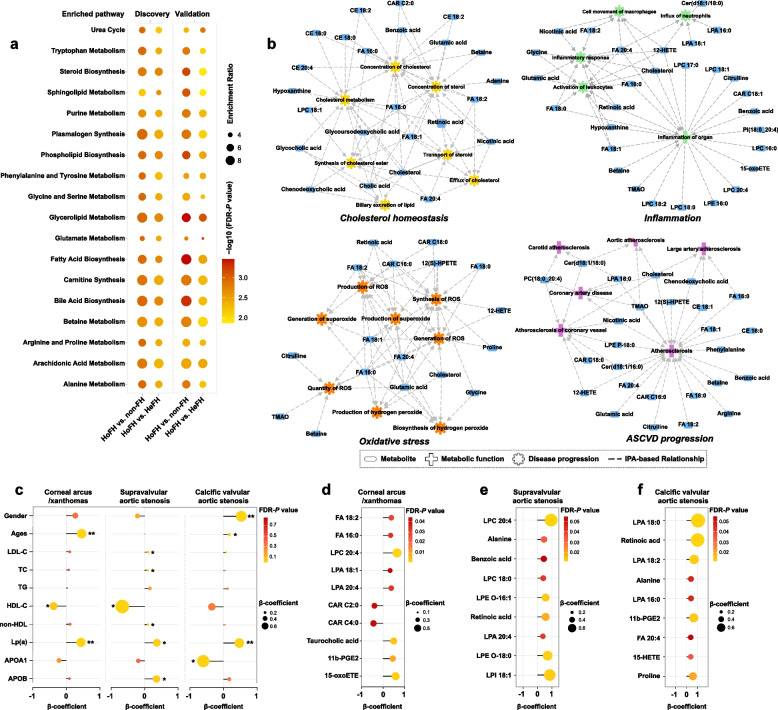 a
Enriched pathway
Discovery
Validation
Urea Cycle
Tryptophan Metabolism
Steroid Biosynthesis
Sphingolipid Metabolism
Purine Metabolism
Plasmalogen Synthesis
Phospholipid Biosynthesis
Phenylalanine and Tyrosine Metabolism
Glycine and Serine Metabolism
Glycerolipid Metabolism
Glutamate Metabolism
Fatty Acid Biosynthesis
Carnitine Synthesis
Bile Acid Biosynthesis
Betaine Metabolism
Arginine and Proline Metabolism
Arachidonic Acid Metabolism
Alanine Metabolism
HoFH vs. non-FH
HoFH vs. HeFH
HoFH vs. non-FH
HoFH vs. HeFH
Enrichment Ratio
4
6
8
−log10 (FDR-P value)
3.0
2.5
2.0
b
CAR C2:0
CE 18:2
CE 18:2
Benzoic acid
CE 18:0
Glutamic acid
FA 16:0
Betaine
CE 20:4
Concentration of cholesterol
Adenine
Hypoxanthine
Concentration of sterol
Cholesterol metabolism
FA 18:2
LPC 18:1
FA 18:0
Retinoic acid
Glycoursodeoxycholic acid
FA 18:1
Nicotinic acid
Glycocholic acid
Synthesis of cholesterol ester
Transport of steroid
Cholic acid
Efflux of cholesterol
Chenodeoxycholic acid
FA 20:4
Biliary excretion of lipid
Cholesterol homeostasis
Cer(d18:1/18:0)
Cell movement of macrophages
Influx of neutrophils
Nicotinic acid
FA 18:2
LPA 16:0
FA 20:4
12-HETE
LPA 18:1
Glycine
Inflammatory response
LPC 17:0
Cholesterol
LPC 18:1
Glutamic acid
Citrulline
Activation of leukocytes
FA 16:0
CAR C18:1
FA 18:0
Benzoic acid
Retinoic acid
Hypoxanthine
PI(18:0_20:4)
Inflammation of organ
FA 18:1
LPC 16:0
Betaine
15-oxoETE
TMAO
LPC 20:4
LPC 18:2
LPC 18:0
LPE 16:0
Inflammation
Retinoic acid
CAR C18:0
FA 18:2
CAR C16:0
12(S)-HPETE
FA 18:0
Production of ROS
Synthesis of ROS
12-HETE
Generation of superoxide
Production of superoxide
FA 18:1
Generation of ROS
Proline
Citrulline
FA 20:4
FA 16:0
Cholesterol
Quantity of ROS
Glutamic acid
Glycine
TMAO
Production of hydrogen peroxide
Betaine
Biosynthesis of hydrogen peroxide
Oxidative stress
Carotid atherosclerosis
Aortic atherosclerosis
Large artery atherosclerosis
Cer(d18:1/18:0)
PC(18:0_20:4)
LPA 18:0
Cholesterol
Chenodeoxycholic acid
Coronary artery disease
12(S)-HPETE
FA 18:0
TMAO
CE 18:1
Nicotinic acid
Atherosclerosis of coronary vessel
FA 18:1
CE 18:0
LPE P-18:0
Atherosclerosis
Phenylalanine
CAR C18:0
Cer(d18:1/16:0)
Benzoic acid
12-HETE
FA 20:4
Betaine
CAR C16:0
FA 16:0
Glutamic acid
Arginine
Citrulline
FA 18:2
ASCVD progression
Metabolite
Metabolic function
Disease progression
IPA-based Relationship
c
Corneal arcus
/xanthomas
Supravalvular
aortic stenosis
Calcific valvular
aortic stenosis
Gender
**
Ages
**
*
LDL-C
*
TC
*
TG
HDL-C
*
*
non-HDL
*
Lp(a)
**
*
**
APOA1
*
APOB
*
-1
0
1
-1
0
1
-1
0
1
β-coefficient
β-coefficient
β-coefficient
FDR-P value
0.7
0.5
0.3
0.1
β-coefficient
0.2
0.4
0.6
d
Corneal arcus
/xanthomas
FA 18:2
FA 16:0
LPC 20:4
LPA 18:1
LPA 20:4
CAR C2:0
CAR C4:0
Taurocholic acid
11b-PGE2
15-oxoETE
-1
0
1
β-coefficient
FDR-P value
0.04
0.03
0.02
0.01
β-coefficient
0.1
0.3
0.5
e
Supravalvular
aortic stenosis
LPC 20:4
Alanine
Benzoic acid
LPC 18:0
LPE O-16:1
Retinoic acid
LPA 20:4
LPE O-18:0
LPI 18:1
-1
0
1
β-coefficient
FDR-P value
0.05
0.04
0.03
0.02
0.01
β-coefficient
0.2
0.4
0.6
f
Calcific valvular
aortic stenosis
LPA 18:0
Retinoic acd
LPA 18:2
Alanine
LPA 16:0
11b-PGE2
FA 20:4
15-HETE
Proline
-1
0
1
β-coefficient
FDR-P value
0.05
0.04
0.03
0.02
0.01
β-coefficient
0.2
0.4
0.6